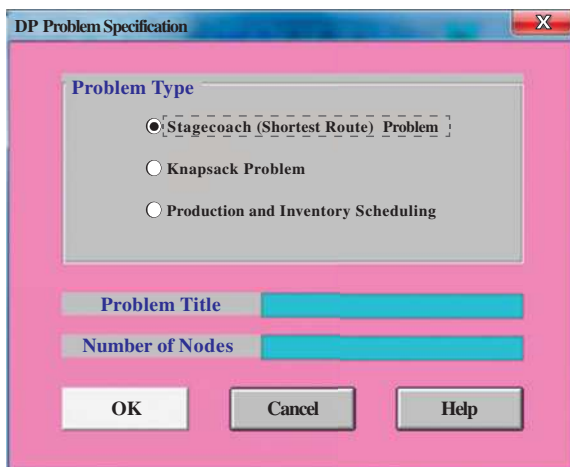 DP Problem Specification
X
Problem Type
Stagecoach (Shortest Route) Problem
Knapsack Problem
Production and Inventory Scheduling
Problem Title
Number of Nodes
OK Cancel Help